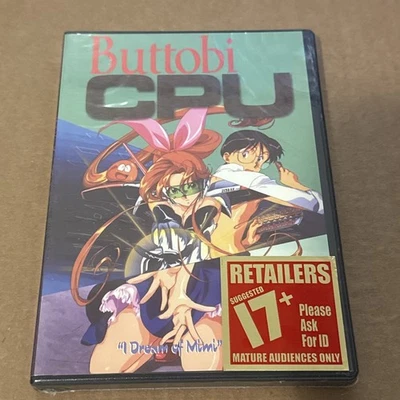 Buttobi
CPU
"I Dream of Mimi"
RETAILERS
SUGGESTED
17+
Please
Ask
For ID
MATURE AUDIENCES ONLY